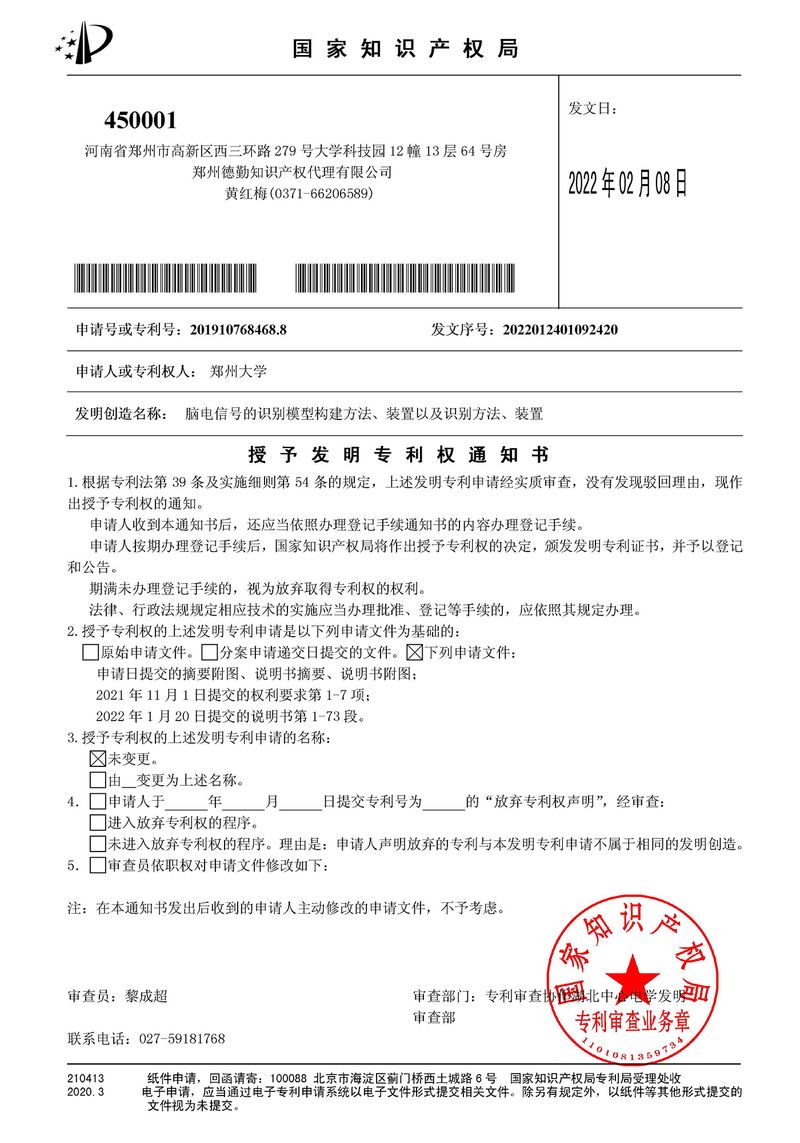 国家知识产权局
450001
河南省郑州市高新区西三环路 279 号大学科技园 12 幢 13 层 64 号房
郑州德勤知识产权代理有限公司
黄红梅(0371-66206589)
发文日:
2022 年 02 月 08 日
申请号或专利号: 201910768468.8
发文序号: 2022012401092420
申请人或专利权人: 郑州大学
发明创造名称: 脑电信号的识别模型构建方法、装置以及识别方法、装置
授予发明专利权通知书
1.根据专利法第 39 条及实施细则第 54 条的规定，上述发明专利申请经实质审查，没有发现驳回理由，现作
出授予专利权的通知。
申请人收到本通知书后，还应当依照办理登记手续通知书的内容办理登记手续。
申请人按期办理登记手续后，国家知识产权局将作出授予专利权的决定，颁发发明专利证书，并予以登记
和公告。
期满未办理登记手续的，视为放弃取得专利权的权利。
法律、行政法规规定相应技术的实施应当办理批准、登记等手续的，应依照其规定办理。
2.授予专利权的上述发明专利申请是以下列申请文件为基础的:
□原始申请文件。□分案申请递交日提交的文件。☒下列申请文件:
申请日提交的摘要附图、说明书摘要、说明书附图;
2021 年 11 月 1 日提交的权利要求第 1-7 项;
2022 年 1 月 20 日提交的说明书第 1-73 段。
3.授予专利权的上述发明专利申请的名称:
☒未变更。
□由__变更为上述名称。
4. □申请人于______年______月______日提交专利号为______的“放弃专利权声明”，经审查:
□进入放弃专利权的程序。
□未进入放弃专利权的程序。理由是: 申请人声明放弃的专利与本发明专利申请不属于相同的发明创造。
5. □审查员依职权对申请文件修改如下:
注: 在本通知书发出后收到的申请人主动修改的申请文件，不予考虑。
审查员: 黎成超
审查部门: 专利审查协作湖北中心电学发明
审查部
联系电话: 027-59181768
国家知识产权局
专利审查业务章
1101081359734
210413 纸件申请，回函请寄: 100088 北京市海淀区蓟门桥西土城路 6 号 国家知识产权局专利局受理处收
2020.3 电子申请，应当通过电子专利申请系统以电子文件形式提交相关文件。除另有规定外，以纸件等其他形式提交的
文件视为未提交。